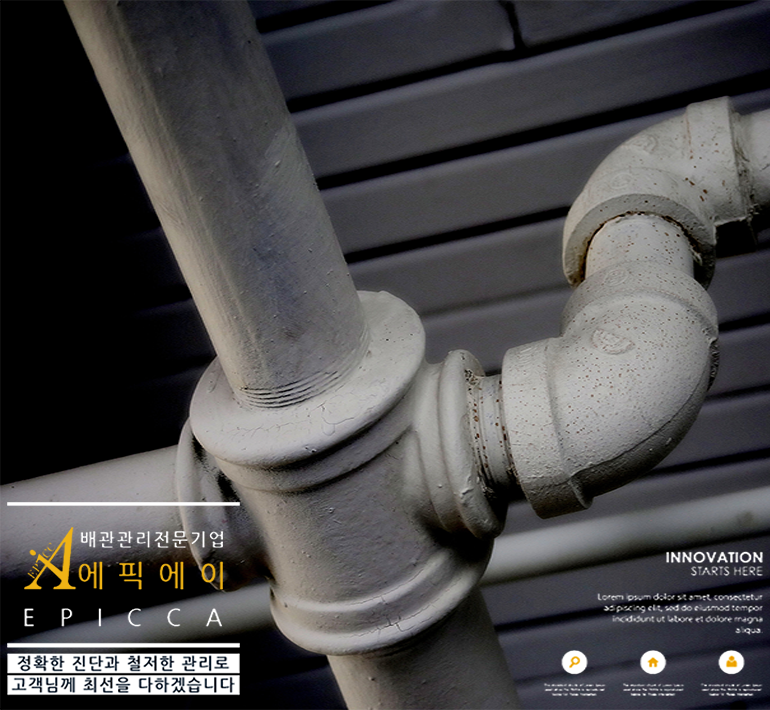 배관관리전문기업
에픽에이
EPICCA
정확한 진단과 철저한 관리로
고객님께 최선을 다하겠습니다
INNOVATION
STARTS HERE
Lorem ipsum dolor sit amet, consectetur
ad piscing elit, sed do eiusmod tempor
incididunt ut labore et dolore magna
aliqua.